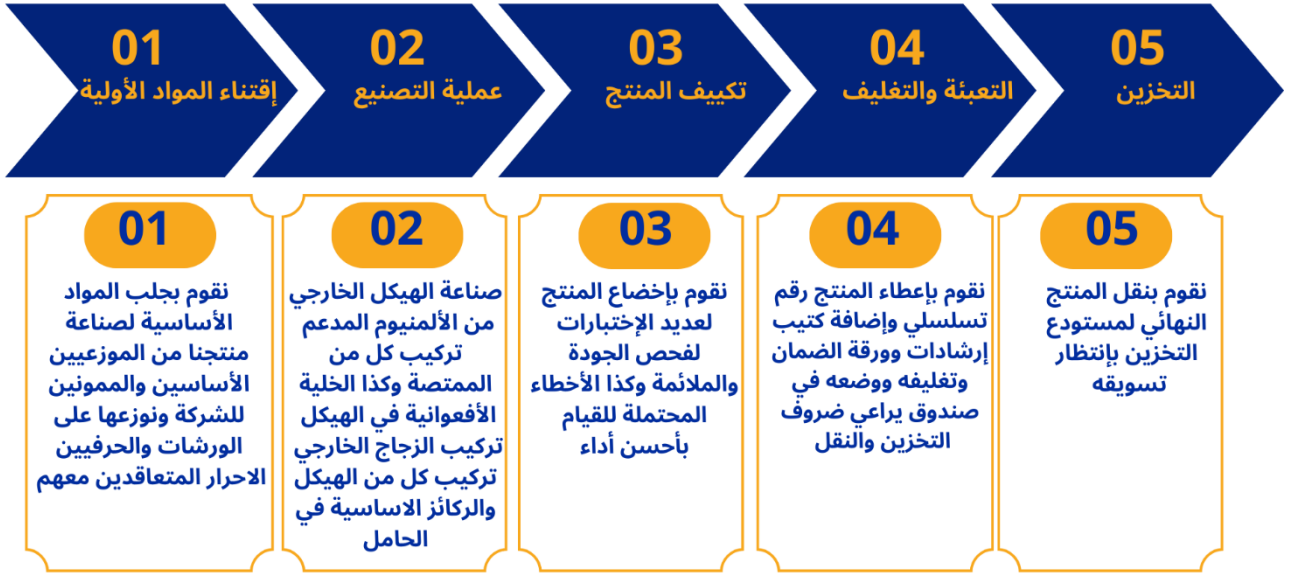 01
إقتناء المواد الأولية
02
عملية التصنيع
03
تكييف المنتج
04
التعبئة والتغليف
05
التخزين
01
نقوم بجلب المواد
الأساسية لصناعة
منتجنا من الموزعيين
الأساسين والممونين
للشركة ونوزعها على
الورشات والحرفيين
الاحرار المتعاقدين معهم
02
صناعة الهيكل الخارجي
من الألمنيوم المدعم
تركيب كل من
الممتصة وكذا الخلية
الأفعوانية في الهيكل
تركيب الزجاج الخارجي
تركيب كل من الهيكل
والركائز الاساسية في
الحامل
03
نقوم بإخضاع المنتج
لعديد الإختبارات
لفحص الجودة
والملائمة وكذا الأخطاء
المحتملة للقيام
بأحسن أداء
04
نقوم بإعطاء المنتج رقم
تسلسلي وإضافة كتيب
إرشادات وورقة الضمان
وتغليفه ووضعه في
صندوق يراعي ضروف
التخزين والنقل
05
نقوم بنقل المنتج
النهائي لمستودع
التخزين بإنتظار
تسويقه